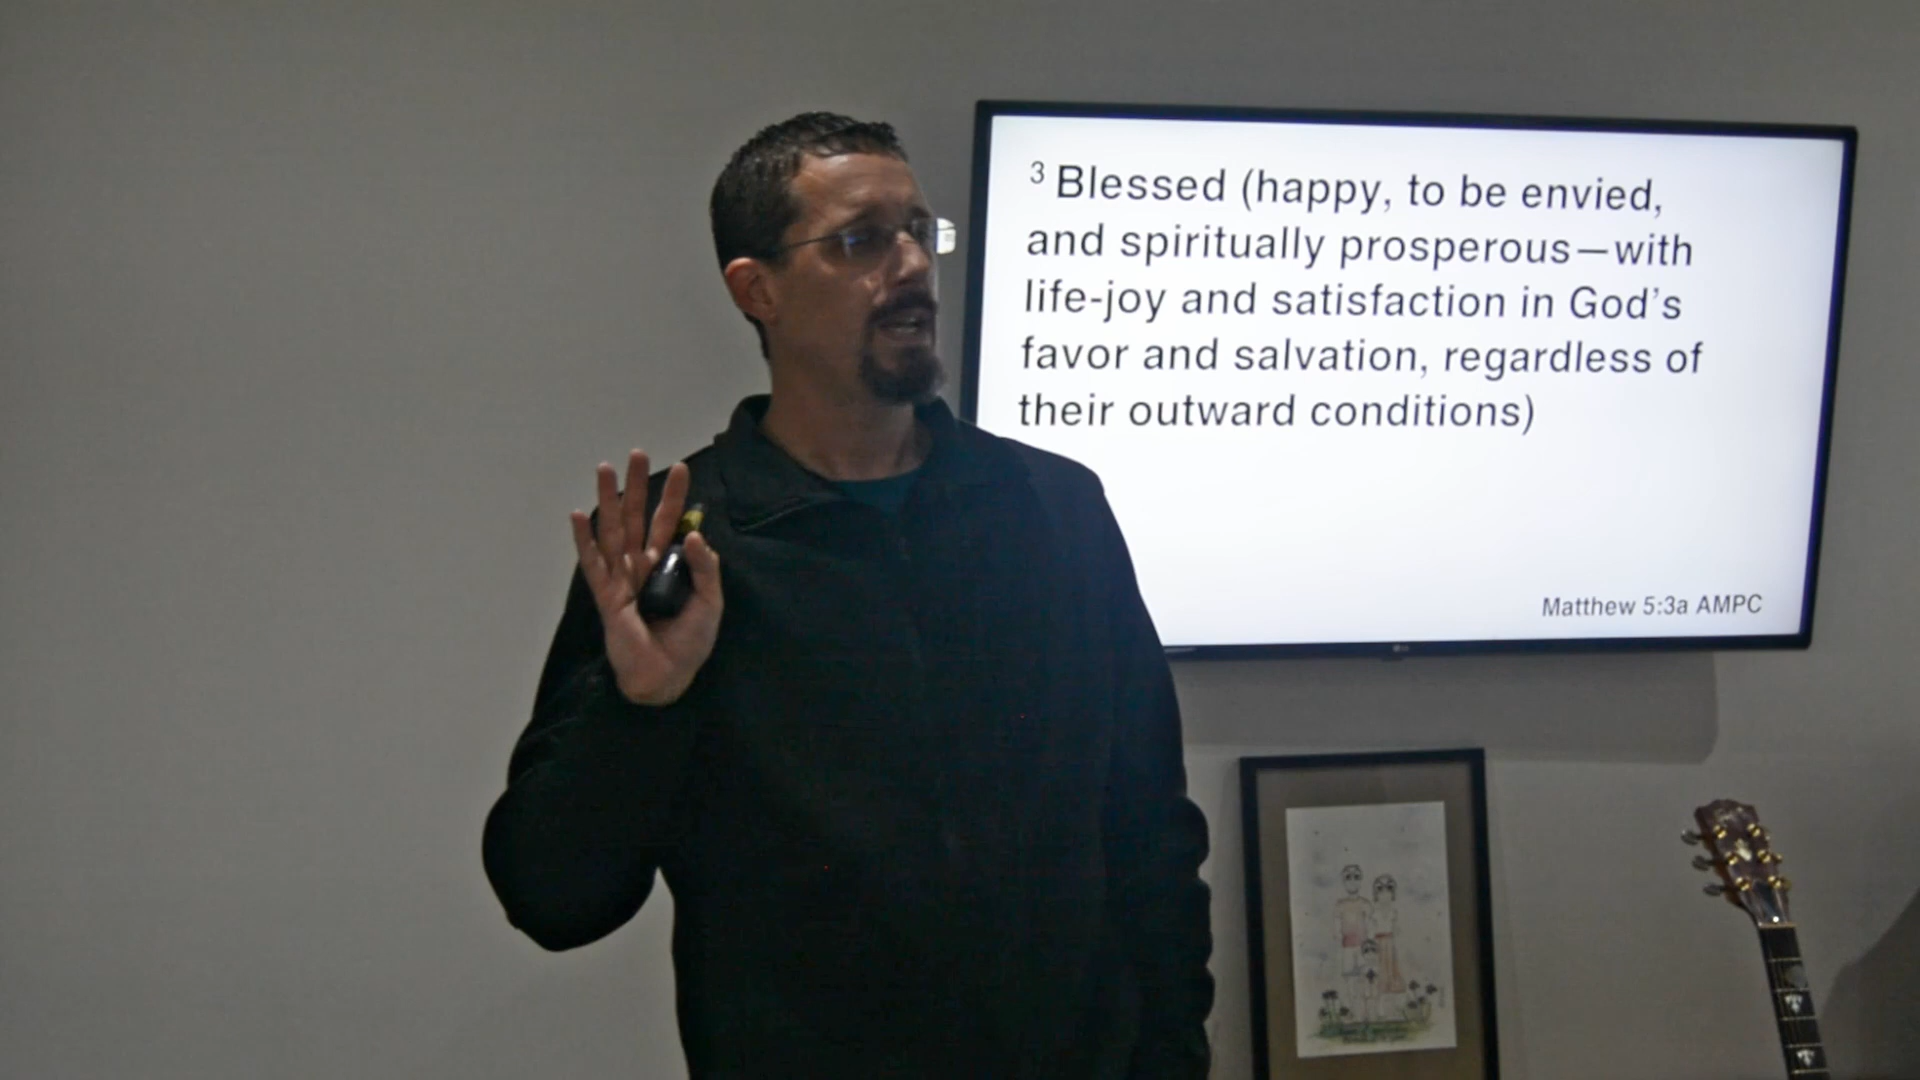 3 Blessed (happy, to be envied,
and spiritually prosperous—with
life-joy and satisfaction in God’s
favor and salvation, regardless of
their outward conditions)
Matthew 5:3a AMPC
LG